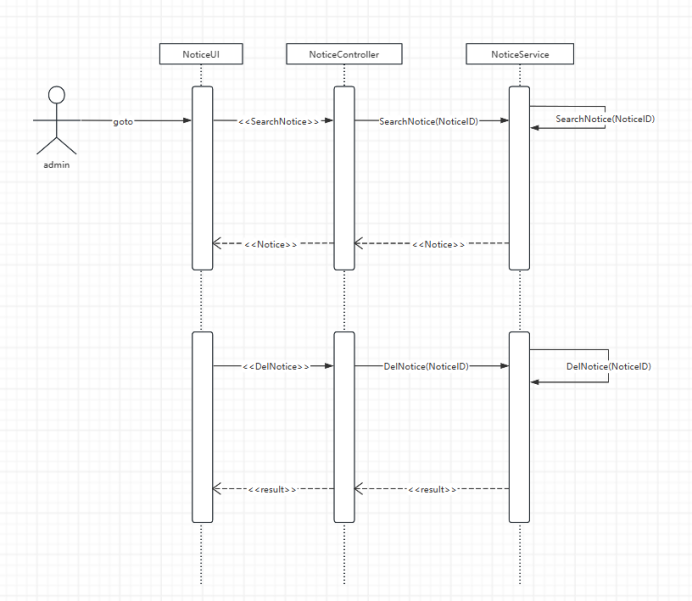 NoticeUI
NoticeController
NoticeService
goto
<<SearchNotice>>
SearchNotice(NoticeID)
SearchNotice(NoticeID)
admin
<<Notice>>
<<Notice>>
<<DelNotice>>
DelNotice(NoticeID)
DelNotice(NoticeID)
<<result>>
<<result>>